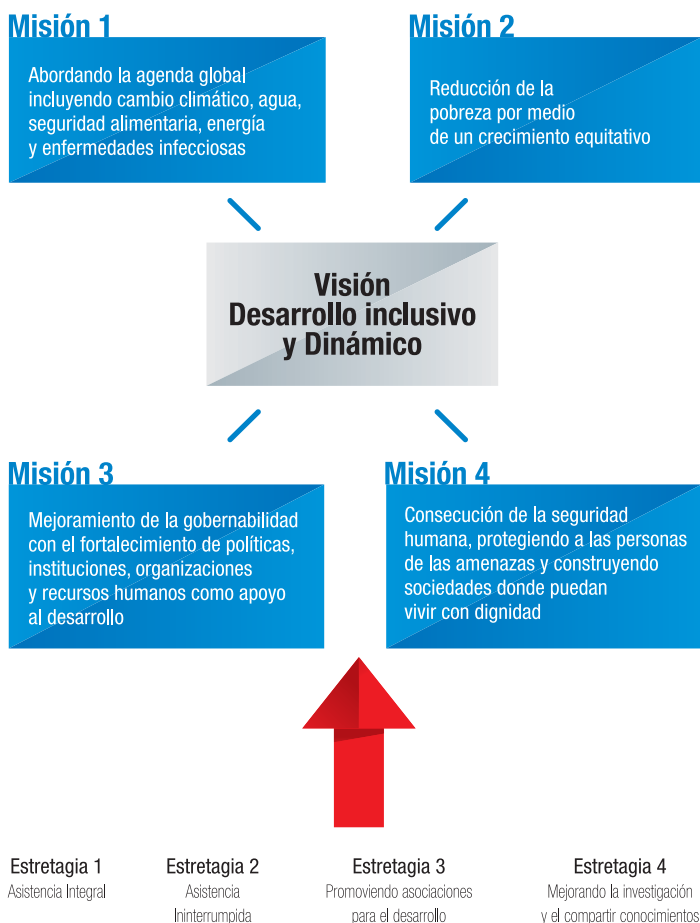 Misión 1
Abordando la agenda global
incluyendo cambio climático, agua,
seguridad alimentaria, energía
y enfermedades infecciosas
Misión 2
Reducción de la
pobreza por medio
de un crecimiento equitativo
Visión
Desarrollo inclusivo
y Dinámico
Misión 3
Mejoramiento de la gobernabilidad
con el fortalecimiento de políticas,
instituciones, organizaciones
y recursos humanos como apoyo
al desarrollo
Misión 4
Consecución de la seguridad
humana, protegiendo a las personas
de las amenazas y construyendo
sociedades donde puedan
vivir con dignidad
Estretagia 1
Asistencia Integral
Estretagia 2
Asistencia
Ininterrumpida
Estretagia 3
Promoviendo asociaciones
para el desarrollo
Estretagia 4
Mejorando la investigación
y el compartir conocimientos